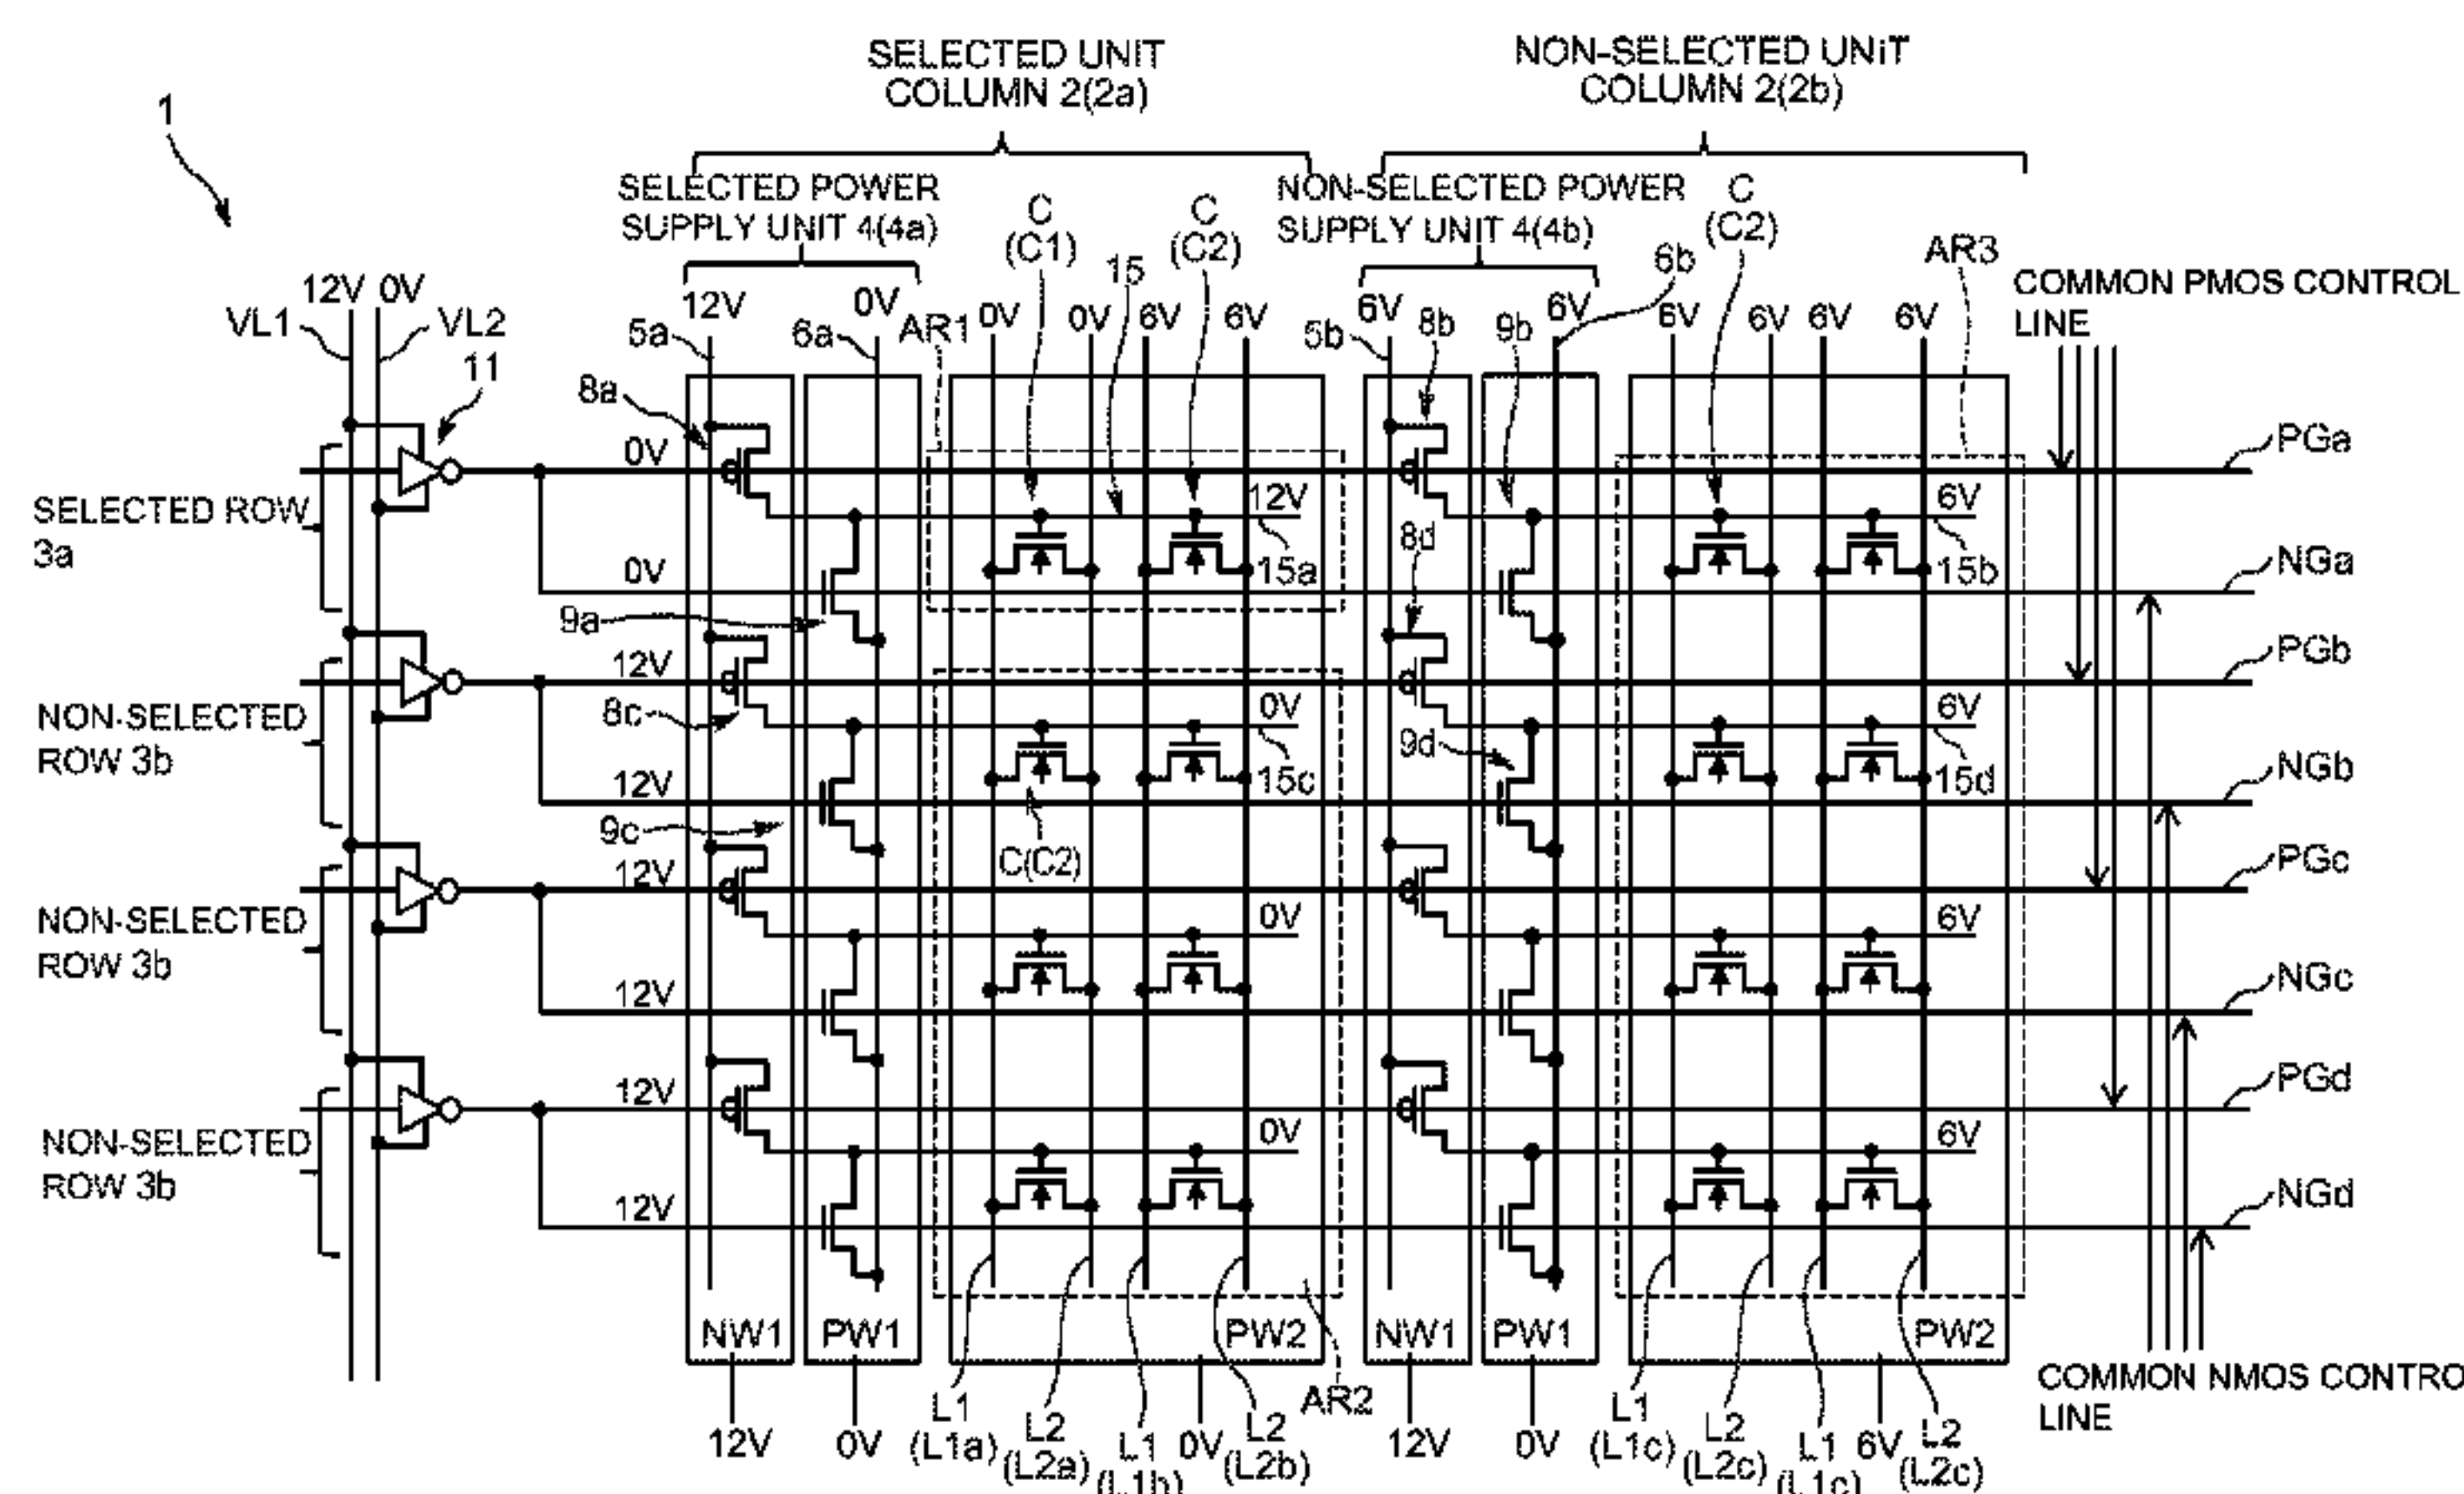 SELECTED UNIT
COLUMN 2(2a)
NON-SELECTED UNiT
COLUMN 2(2b)
1
SELECTED POWER
SUPPLY UNIT 4(4a)
C
(C1)
15
C
(C2)
NON-SELECTED POWER
SUPPLY UNIT 4(4b)
6b
C
(C2)
AR3
COMMON PMOS CONTROL
LINE
12V 0V
VL1
VL2
11
12V
0V
5a
6a
AR1
0V
0V
6V
6V
6V
6V
5b
8b
9b
6V
6V
6V
6V
8a
SELECTED ROW
3a
0V
0V
9a
12V
15a
8d
6V
15b
PGa
NGa
NON-SELECTED
ROW 3b
12V
8c
12V
9c
0V
15c
C(C2)
9d
6V
15d
PGb
NGb
NON-SELECTED
ROW 3b
12V
12V
0V
6V
PGc
NGc
NON-SELECTED
ROW 3b
12V
12V
0V
6V
PGd
NGd
NW1
PW1
PW2
NW1
PW1
PW2
12V
0V
L1
(L1a)
L2
(L2a)
L1
(L1b)
0V
L2
(L2b)
AR2
12V
0V
L1
(L1c)
L2
(L2c)
L1
(L1c)
6V
L2
(L2c)
COMMON NMOS CONTRO
LINE